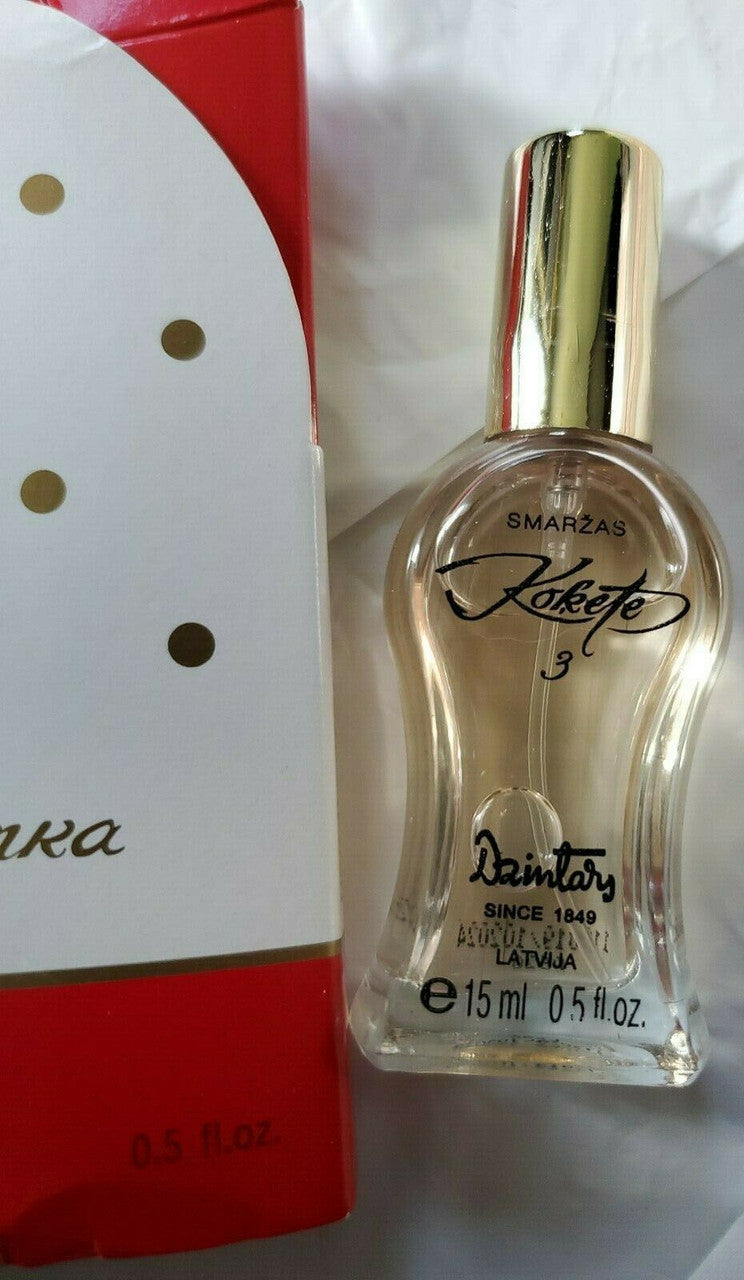 SMARŽAS
Kokete
3
Dzintars
SINCE 1849
LATVIJA
e 15 ml 0.5 fl.oz.
0.5 fl.oz.